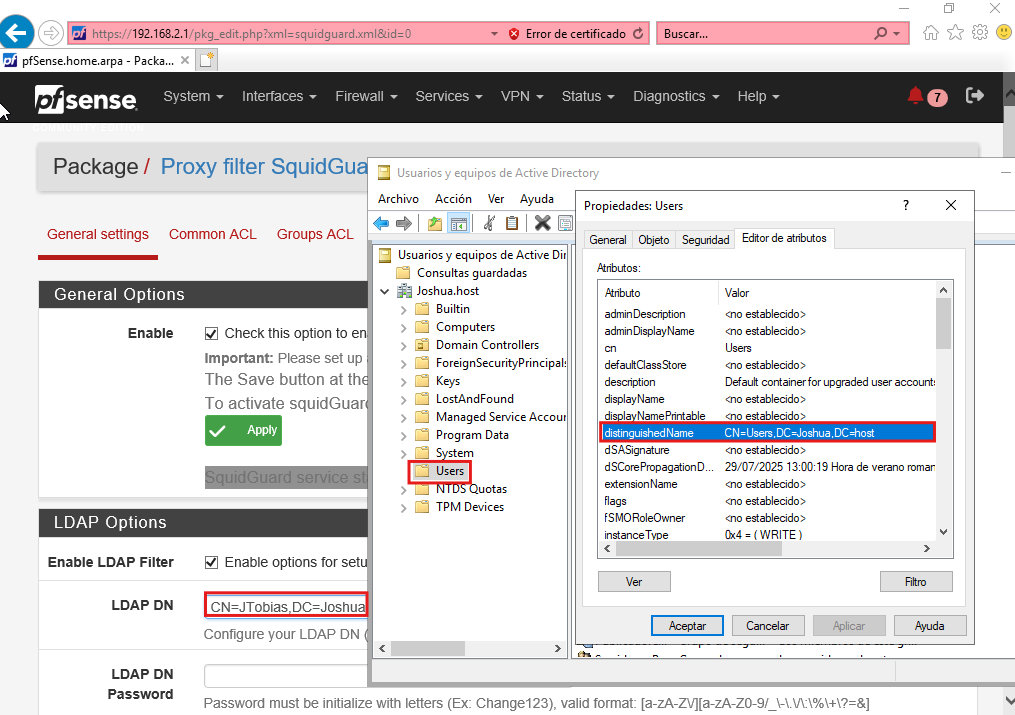 https://192.168.2.1/pkg_edit.php?xml=squidguard.xml&id=0
Error de certificado
Buscar...
pfSense.home.arpa - Packa...
pfsense
COMMUNITY EDITION
System
Interfaces
Firewall
Services
VPN
Status
Diagnostics
Help
7
Package / Proxy filter SquidGua
General settings
Common ACL
Groups ACL
General Options
Enable
Check this option to en
Important: Please set up
The Save button at the
To activate squidGuard
Apply
SquidGuard service sta
LDAP Options
Enable LDAP Filter
Enable options for setu
LDAP DN
CN=JTobias,DC=Joshua
Configure your LDAP DN (
LDAP DN
Password
Password must be initialize with letters (Ex: Change123), valid format: [a-zA-Z\/][a-zA-Z0-9/_\-\.\/\:\%\+\?=&]
Usuarios y equipos de Active Directory
Archivo
Acción
Ver
Ayuda
Usuarios y equipos de Active Dir
Consultas guardadas
Joshua.host
Builtin
Computers
Domain Controllers
ForeignSecurityPrincipals
Keys
LostAndFound
Managed Service Accour
Program Data
System
Users
NTDS Quotas
TPM Devices
Propiedades: Users
?
General
Objeto
Seguridad
Editor de atributos
Atributos:
Atributo Valor
adminDescription <no establecido>
adminDisplayName <no establecido>
cn Users
defaultClassStore <no establecido>
description Default container for upgraded user accounts
displayName <no establecido>
displayNamePrintable <no establecido>
distinguishedName CN=Users,DC=Joshua,DC=host
dSASignature <no establecido>
dSCorePropagationD... 29/07/2025 13:00:19 Hora de verano roman
extensionName <no establecido>
flags <no establecido>
fSMORoleOwner <no establecido>
instanceType 0x4 = ( WRITE )
Ver
Filtro
Aceptar
Cancelar
Aplicar
Ayuda